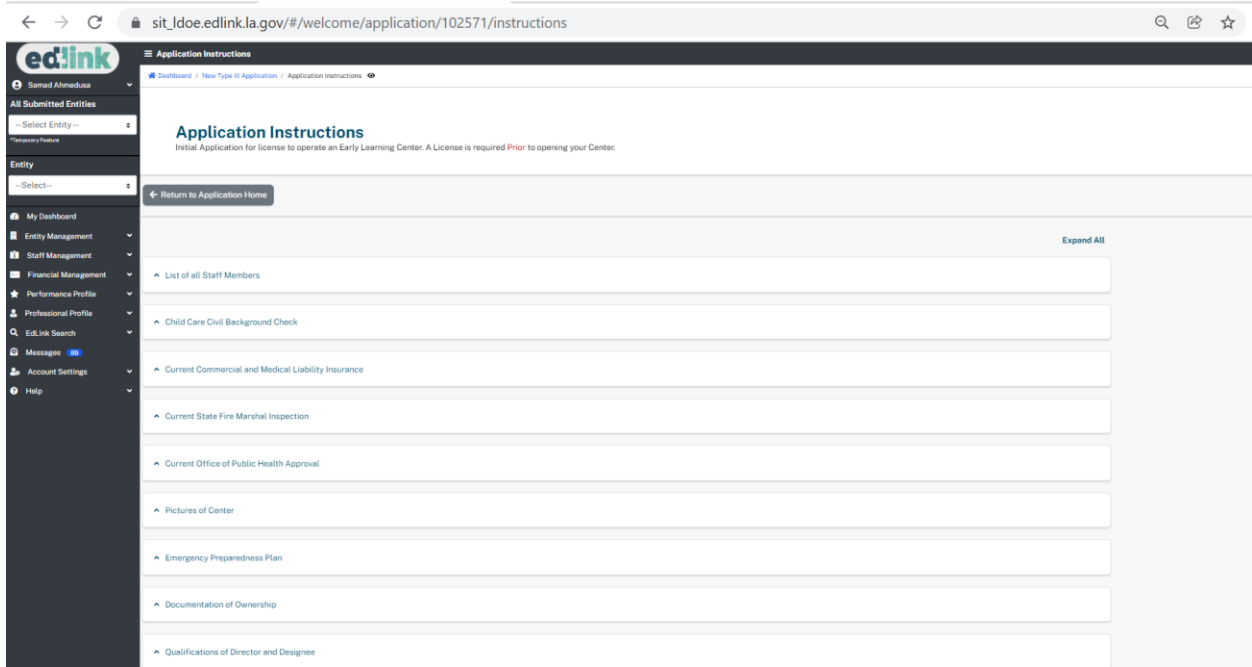 sit_ldoe.edlink.la.gov/#/welcome/application/102571/instructions
ed:link
Application Instructions
Samad Ahmedusa
Dashboard / New Type III Application / Application Instructions
All Submitted Entities
--Select Entity--
*Temporary Feature
Application Instructions
Initial Application for license to operate an Early Learning Center. A License is required Prior to opening your Center.
Entity
--Select--
Return to Application Home
My Dashboard
Entity Management
Staff Management
Financial Management
Performance Profile
Professional Profile
EdLink Search
Messages 89
Account Settings
Help
Expand All
List of all Staff Members
Child Care Civil Background Check
Current Commercial and Medical Liability Insurance
Current State Fire Marshal Inspection
Current Office of Public Health Approval
Pictures of Center
Emergency Preparedness Plan
Documentation of Ownership
Qualifications of Director and Designee